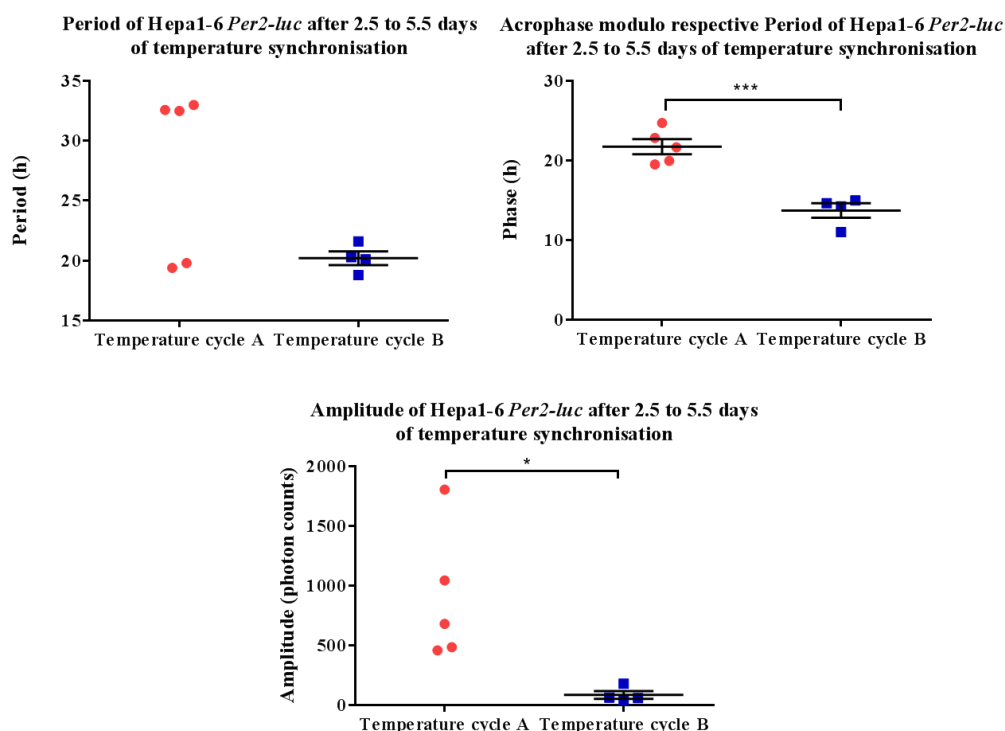 Period of Hepa1-6 Per2-luc after 2.5 to 5.5 days
of temperature synchronisation
35
30
25
20
15
Period (h)
Temperature cycle A Temperature cycle B
Acrophase modulo respective Period of Hepa1-6 Per2-luc
after 2.5 to 5.5 days of temperature synchronisation
30
20
10
0
Phase (h)
***
Temperature cycle A Temperature cycle B
Amplitude of Hepa1-6 Per2-luc after 2.5 to 5.5 days
of temperature synchronisation
2000
1500
1000
500
0
Amplitude (photon counts)
*
Temperature cycle A Temperature cycle B